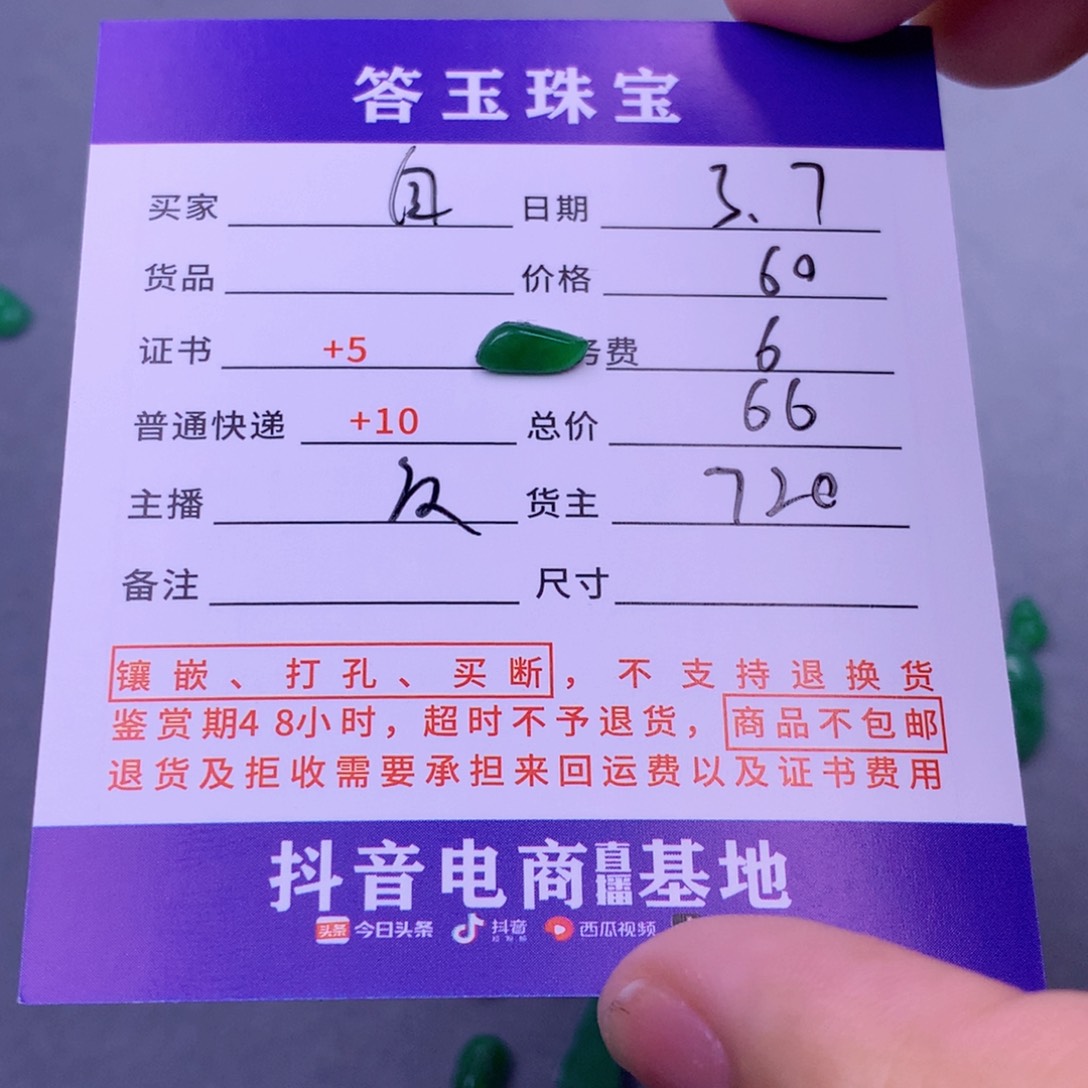 答玉珠宝
买家 日期 3.7
货品 价格 60
证书 +5 务费 6
普通快递 +10 总价 66
主播 货主 720
备注 尺寸
镶嵌、打孔、买断，不支持退换货
鉴赏期48小时，超时不予退货，商品不包邮
退货及拒收需要承担来回运费以及证书费用
抖音电商直播基地
头条 今日头条 抖音 西瓜视频